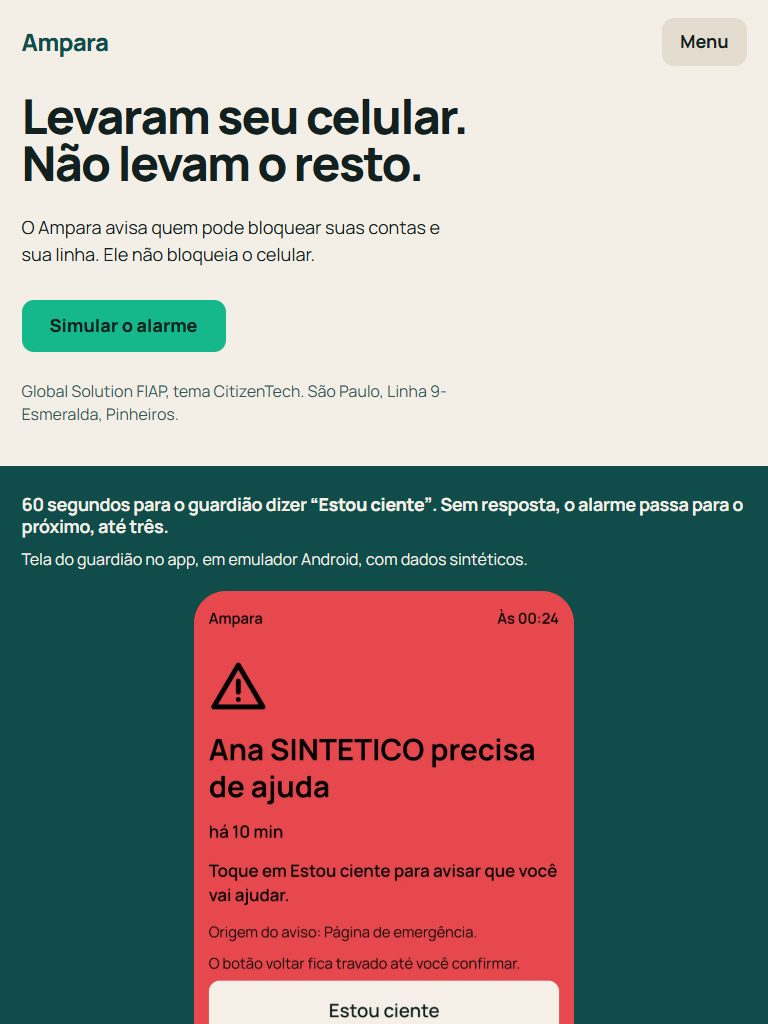 Ampara
Menu
Levaram seu celular.
Não levam o resto.
O Ampara avisa quem pode bloquear suas contas e
sua linha. Ele não bloqueia o celular.
Simular o alarme
Global Solution FIAP, tema CitizenTech. São Paulo, Linha 9-
Esmeralda, Pinheiros.
60 segundos para o guardião dizer “Estou ciente”. Sem resposta, o alarme passa para o
próximo, até três.
Tela do guardião no app, em emulador Android, com dados sintéticos.
Ampara
Às 00:24
Ana SINTETICO precisa
de ajuda
há 10 min
Toque em Estou ciente para avisar que você
vai ajudar.
Origem do aviso: Página de emergência.
O botão voltar fica travado até você confirmar.
Estou ciente